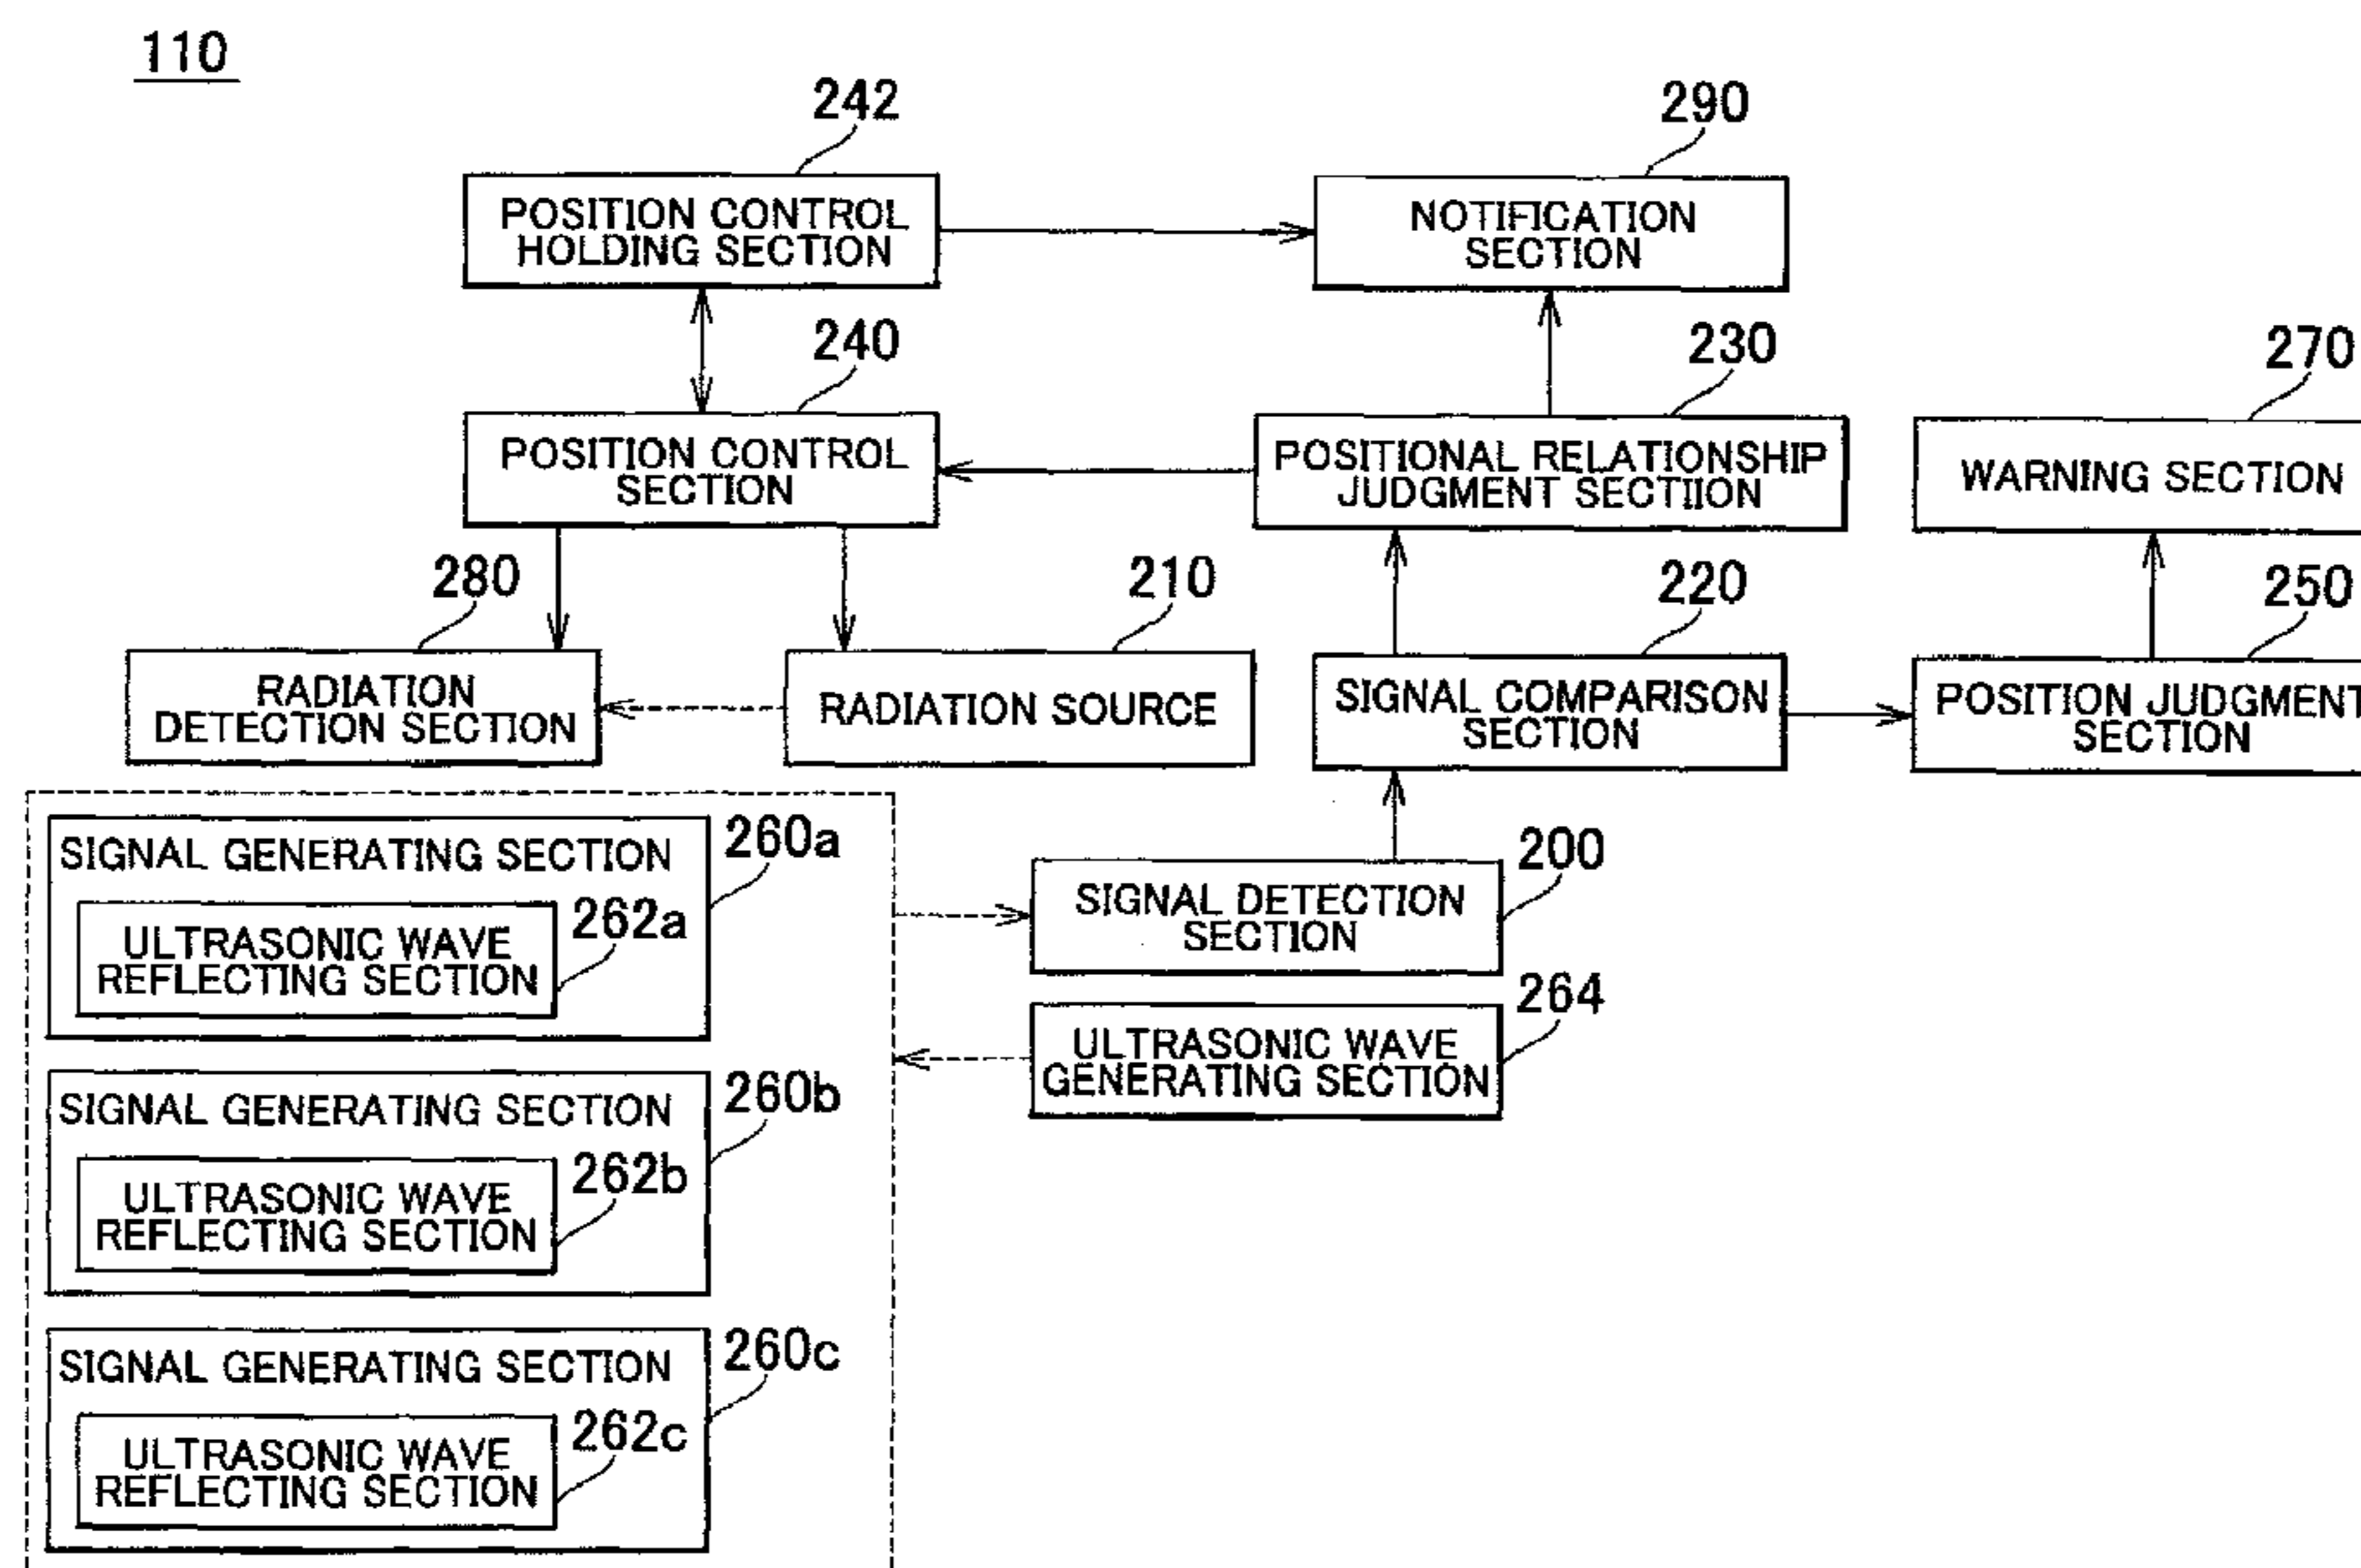 110
242
POSITION CONTROL
HOLDING SECTION
290
NOTIFICATION
SECTION
240
POSITION CONTROL
SECTION
230
POSITIONAL RELATIONSHIP
JUDGMENT SECTIION
270
WARNING SECTION
280
RADIATION
DETECTION SECTION
210
RADIATION SOURCE
220
SIGNAL COMPARISON
SECTION
250
POSITION JUDGMENT
SECTION
260a
SIGNAL GENERATING SECTION
262a
ULTRASONIC WAVE
REFLECTING SECTION
200
SIGNAL DETECTION
SECTION
264
ULTRASONIC WAVE
GENERATING SECTION
260b
SIGNAL GENERATING SECTION
262b
ULTRASONIC WAVE
REFLECTING SECTION
260c
SIGNAL GENERATING SECTION
262c
ULTRASONIC WAVE
REFLECTING SECTION